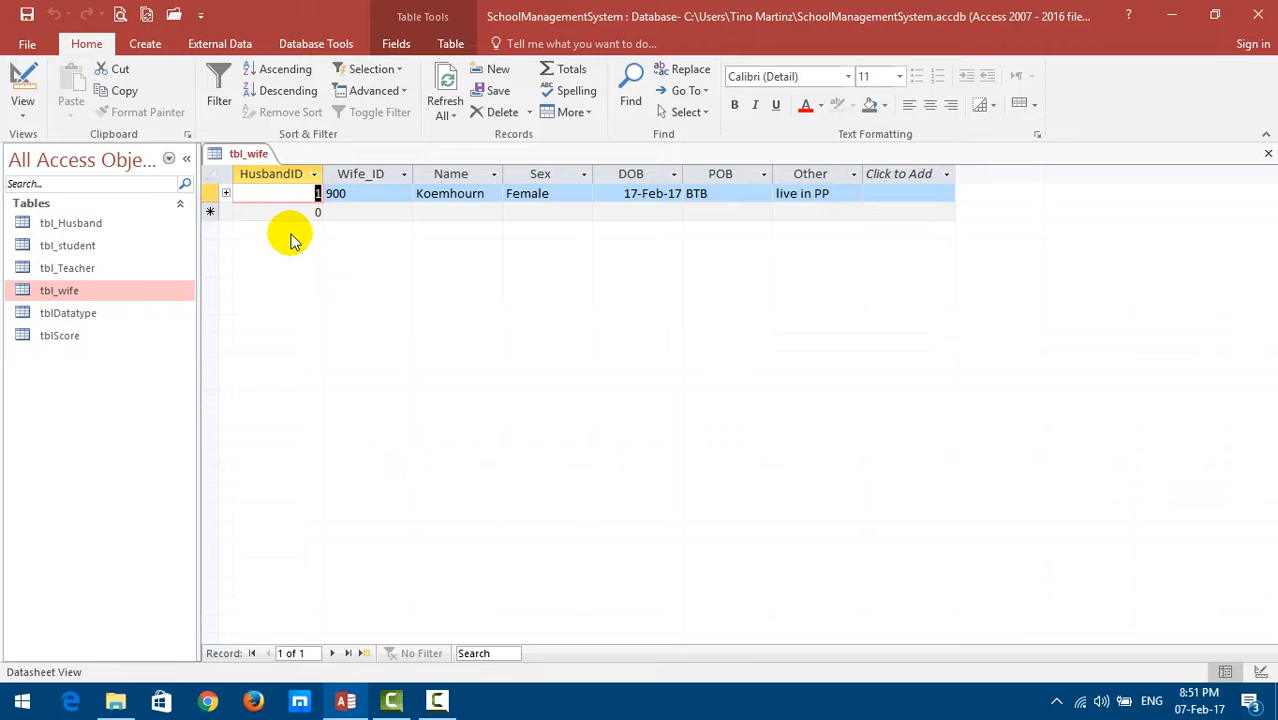 Table Tools
SchoolManagementSystem : Database- C:\Users\Tino Martinz\SchoolManagementSystem.accdb (Access 2007 - 2016 file...
?
File Home Create External Data Database Tools Fields Table Tell me what you want to do... Sign in
View
Views
Paste
Cut
Copy
Format Painter
Clipboard
Filter
Ascending
Descending
Remove Sort
Selection
Advanced
Toggle Filter
Sort & Filter
Refresh
All
New
Save
Delete
Totals
Spelling
More
Records
Find
Replace
Go To
Select
Find
Calibri (Detail) 11
B I U A
Text Formatting
All Access Obje...
Search...
Tables
tbl_Husband
tbl_student
tbl_Teacher
tbl_wife
tblDatatype
tblScore
tbl_wife
HusbandID Wife_ID Name Sex DOB POB Other Click to Add
1 900 Koemhourn Female 17-Feb-17 BTB live in PP
0
Record: 1 of 1 No Filter Search
Datasheet View
ENG
8:51 PM
07-Feb-17
3